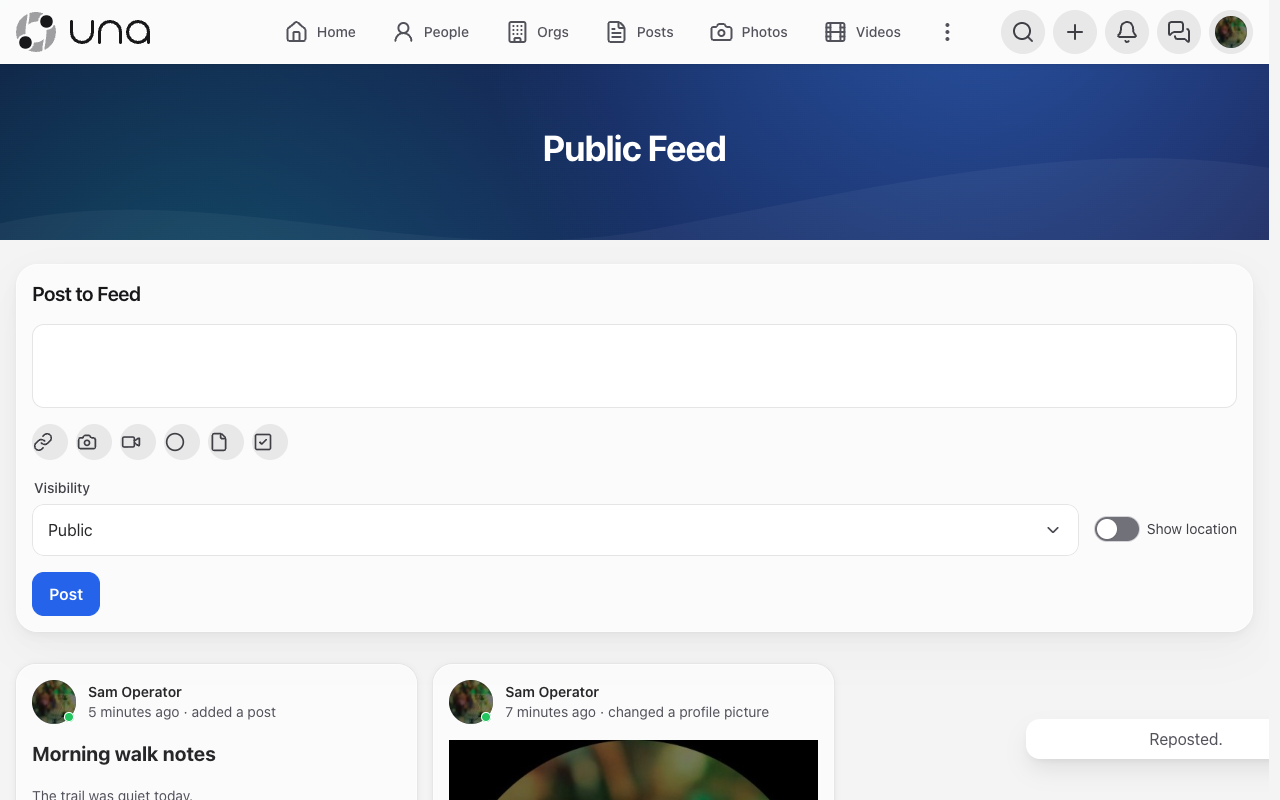 una
Home
People
Orgs
Posts
Photos
Videos
Public Feed
Post to Feed
Visibility
Public
Show location
Post
Sam Operator
5 minutes ago · added a post
Morning walk notes
The trail was quiet today.
Sam Operator
7 minutes ago · changed a profile picture
Reposted.